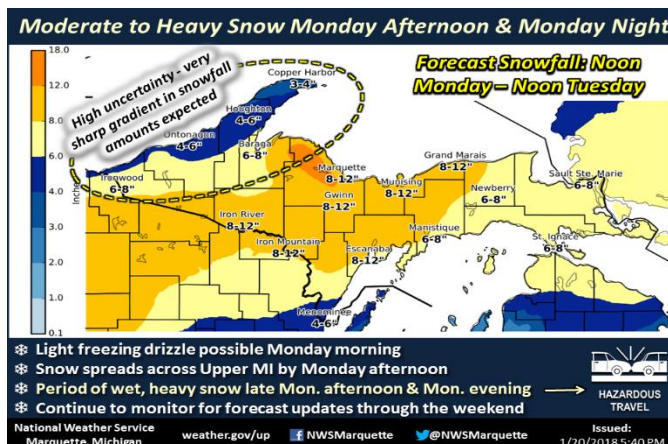 Moderate to Heavy Snow Monday Afternoon & Monday Night
Forecast Snowfall: Noon
Monday – Noon Tuesday
High uncertainty - very
sharp gradient in snowfall
amounts expected
18.0
12.0
8.0
6.0
4.0
3.0
2.0
1.0
0.1
Inches
Copper Harbor
3-4"
Houghton
4-6"
Ontonagon
4-6"
Baraga
6-8"
Ironwood
6-8"
Marquette
8-12"
Gwinn
8-12"
Munising
8-12"
Grand Marais
8-12"
Newberry
6-8"
Sault Ste. Marie
6-8"
Iron River
8-12"
Iron Mountain
8-12"
Escanaba
8-12"
Manistique
6-8"
St. Ignace
6-8"
Menominee
4-6"
Light freezing drizzle possible Monday morning
Snow spreads across Upper MI by Monday afternoon
Period of wet, heavy snow late Mon. afternoon & Mon. evening
Continue to monitor for forecast updates through the weekend
HAZARDOUS
TRAVEL
National Weather Service
Marquette, Michigan
weather.gov/up
NWSMarquette
@NWSMarquette
Issued:
1/20/2018 5:40 PM